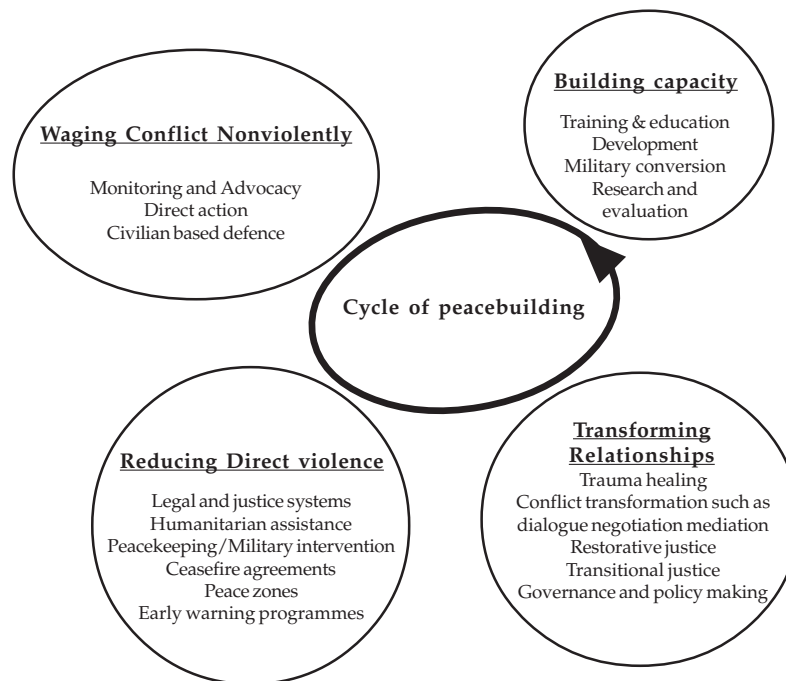 Waging Conflict Nonviolently
Monitoring and Advocacy
Direct action
Civilian based defence
Building capacity
Training & education
Development
Military conversion
Research and
evaluation
Cycle of peacebuilding
Reducing Direct violence
Legal and justice systems
Humanitarian assistance
Peacekeeping/Military intervention
Ceasefire agreements
Peace zones
Early warning programmes
Transforming
Relationships
Trauma healing
Conflict transformation such as
dialogue negotiation mediation
Restorative justice
Transitional justice
Governance and policy making